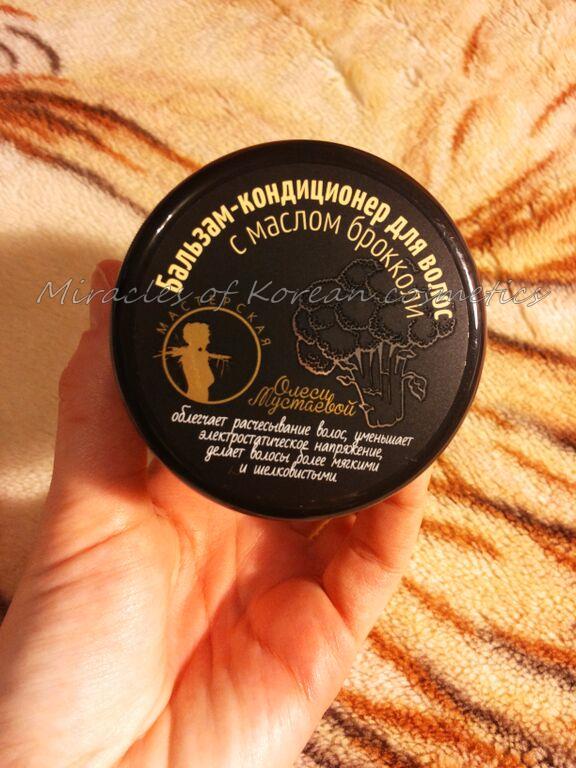 Бальзам-кондиционер для волос
с маслом брокколи
Miracles of Korean cosmetics
МАСТЕРСКАЯ
Олеси
Мустаевой
облегчает расчесывание волос, уменьшает
электростатическое напряжение,
делает волосы более мягкими
и шелковистыми